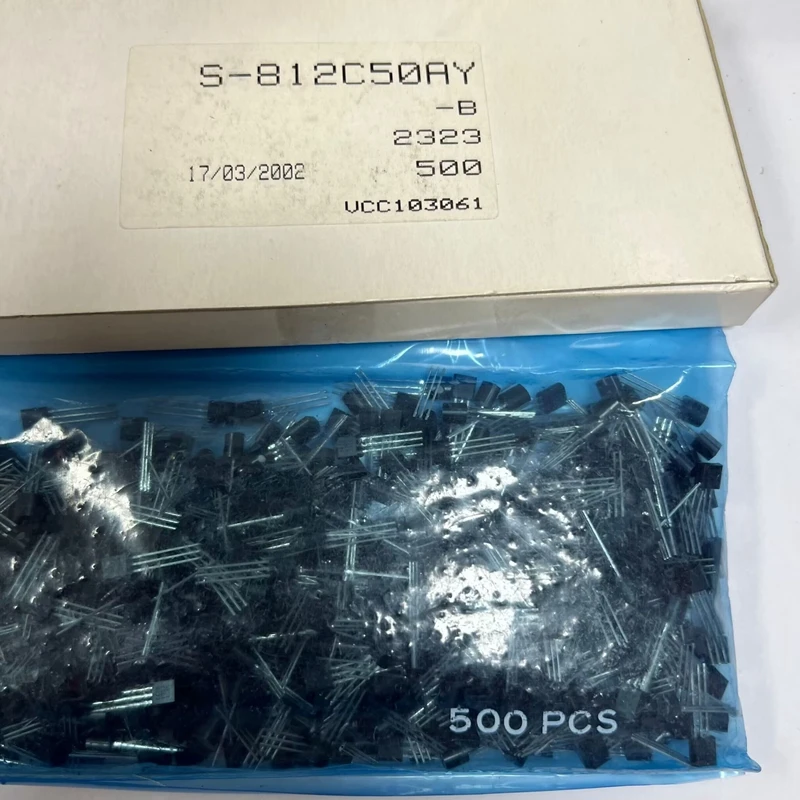 S-812C50AY
-B
2323
17/03/2002 500
VCC103061
500 PCS